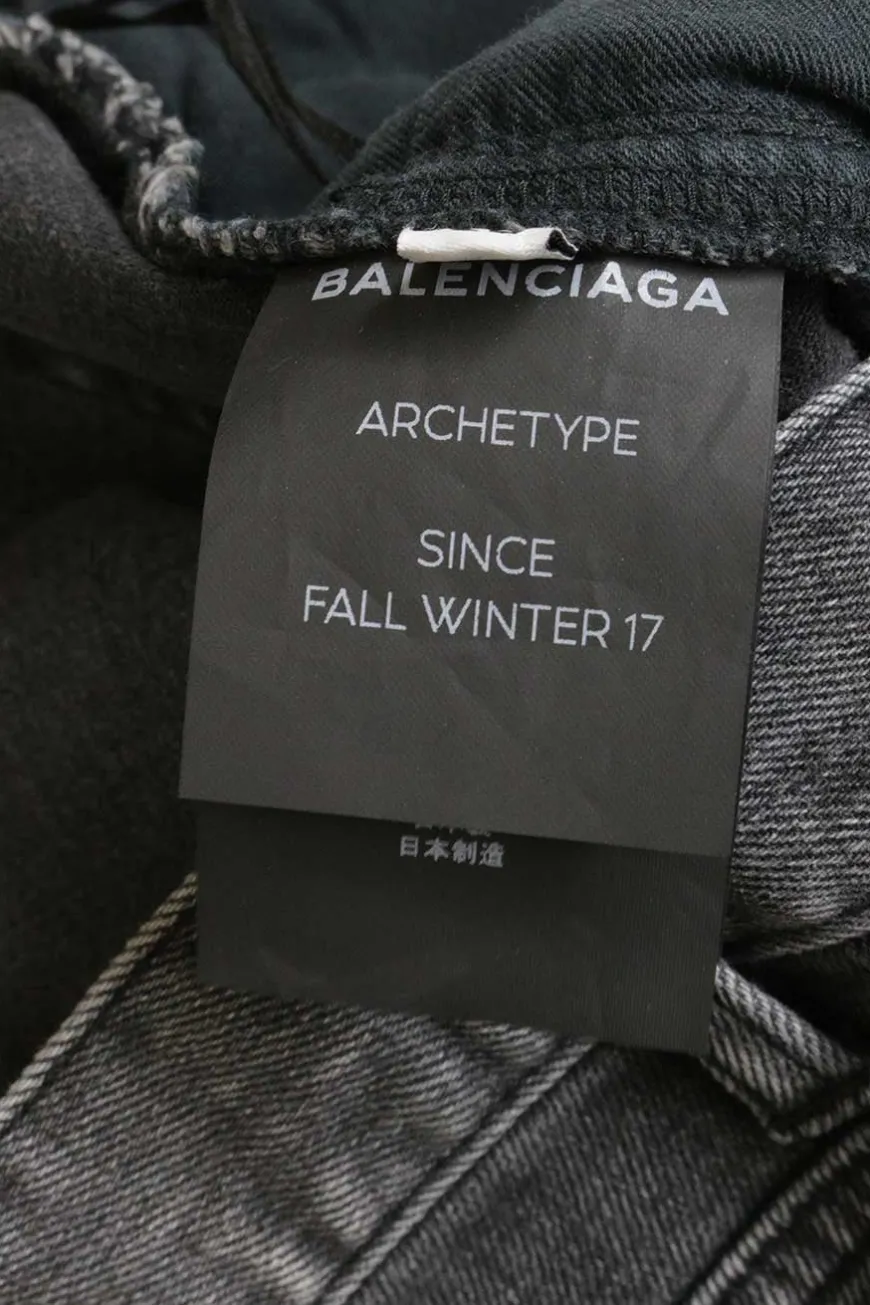 BALENCIAGA
ARCHETYPE
SINCE
FALL WINTER 17
日本制造